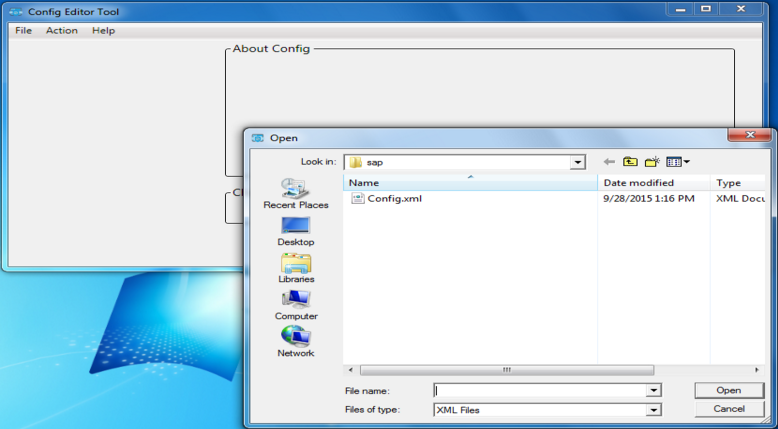 Config Editor Tool
File Action Help
About Config
Open
Look in: sap
Name Date modified Type
Config.xml 9/28/2015 1:16 PM XML Docu
Recent Places
Desktop
Libraries
Computer
Network
File name: Open
Files of type: XML Files Cancel